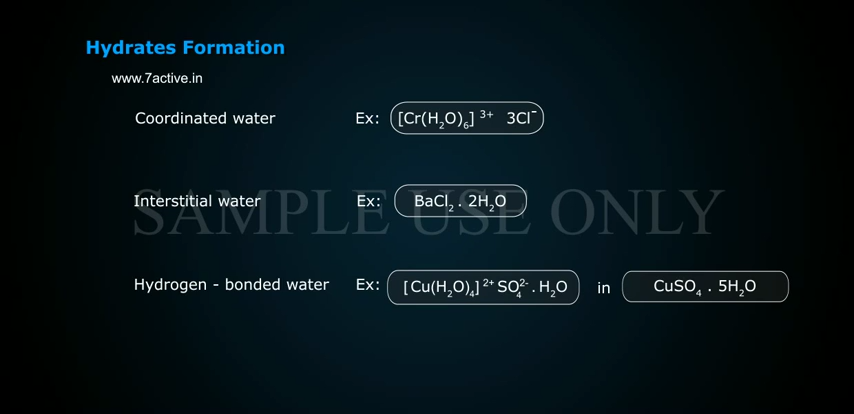 Hydrates Formation
www.7active.in
Coordinated water Ex: [Cr(H₂O)₆]³⁺ 3Cl⁻
SAMPLE USE ONLY
Interstitial water Ex: BaCl₂ . 2H₂O
Hydrogen - bonded water Ex: [Cu(H₂O)₄]²⁺ SO₄²⁻ . H₂O in CuSO₄ . 5H₂O